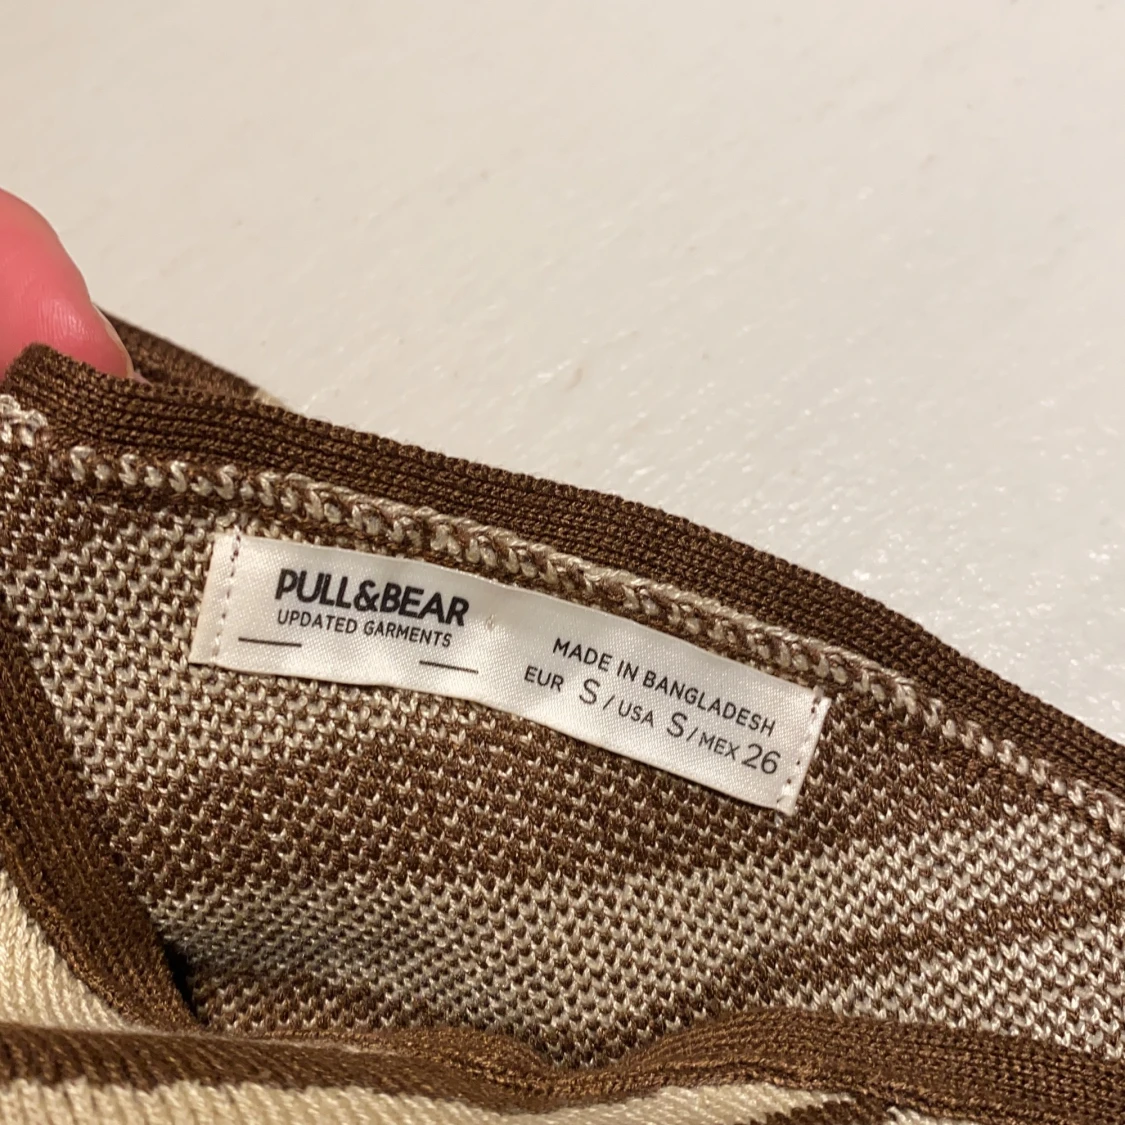 PULL&BEAR
UPDATED GARMENTS
MADE IN BANGLADESH
EUR S / USA S / MEX 26